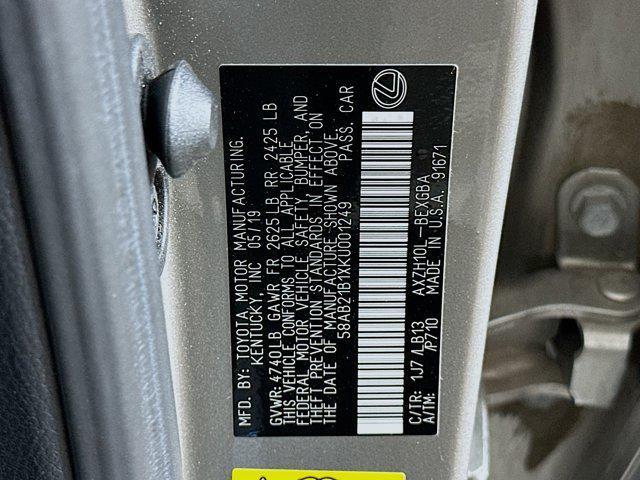 MFD. BY: TOYOTA MOTOR MANUFACTURING.
KENTUCKY, INC. 05/19
GVWR: 4740LB GAWR FR 2625LB RR 2425 LB
THIS VEHICLE CONFORMS TO ALL APPLICABLE
FEDERAL MOTOR VEHICLE SAFETY, BUMPER, AND
THEFT PREVENTION STANDARDS IN EFFECT ON
THE DATE OF MANUFACTURE SHOWN ABOVE.
58AB21B1XKU001249 PASS. CAR
C/TR: 1J7 /LB13 AXZH10L-BEXGBA
A/TM: /P710 MADE IN U.S.A. 91671